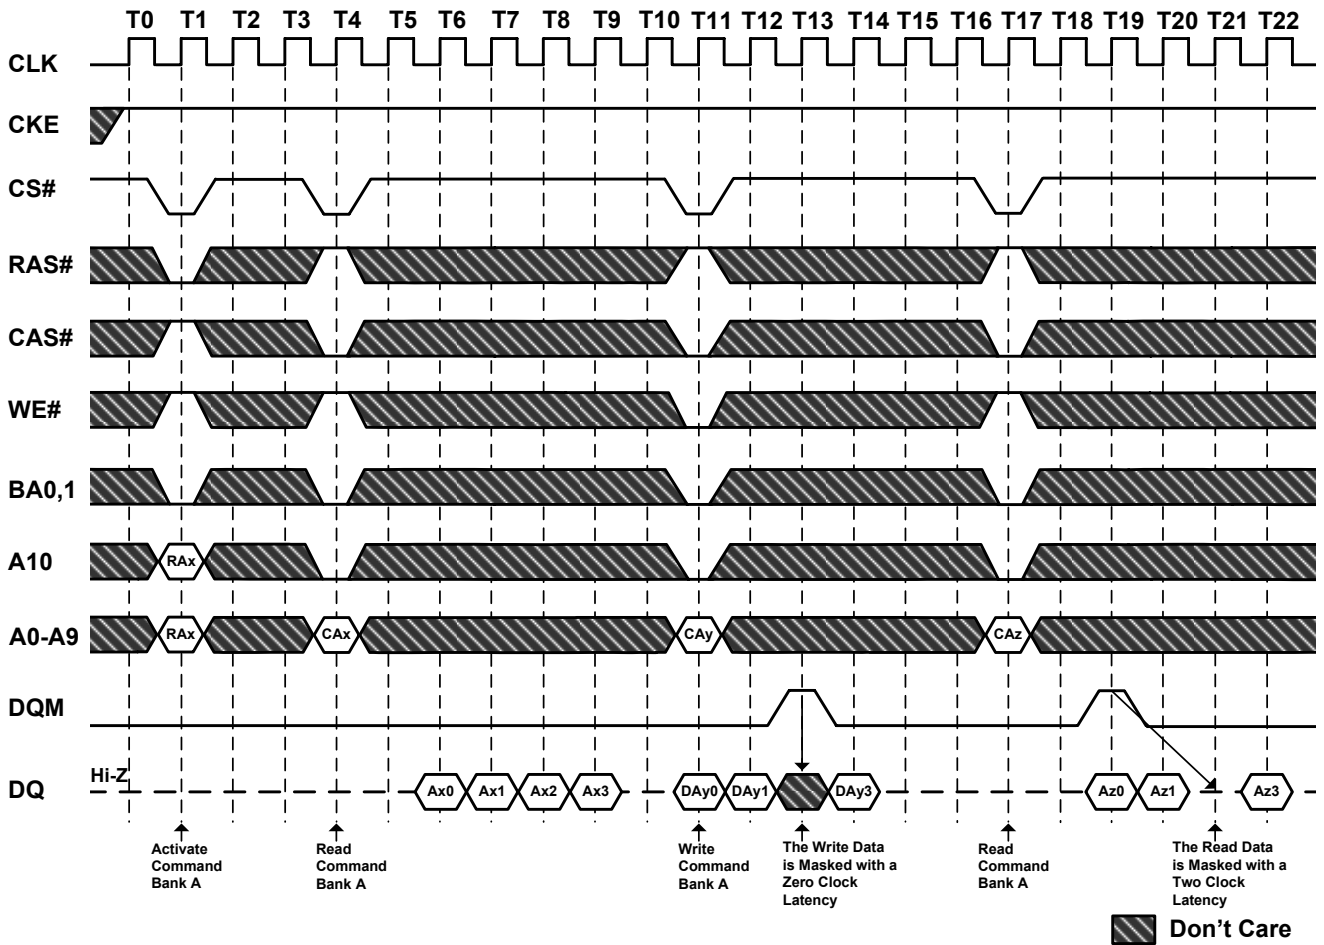 T0 T1 T2 T3 T4 T5 T6 T7 T8 T9 T10 T11 T12 T13 T14 T15 T16 T17 T18 T19 T20 T21 T22
CLK
CKE
CS#
RAS#
CAS#
WE#
BA0,1
A10 RAx
A0-A9 RAx CAx CAy CAz
DQM
Hi-Z
DQ Ax0 Ax1 Ax2 Ax3 DAy0 DAy1 DAy3 Az0 Az1 Az3
Activate
Command
Bank A
Read
Command
Bank A
Write
Command
Bank A
The Write Data
is Masked with a
Zero Clock
Latency
Read
Command
Bank A
The Read Data
is Masked with a
Two Clock
Latency
Don't Care